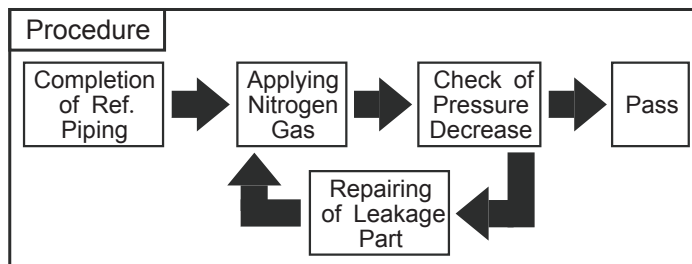 Procedure
Completion
of Ref.
Piping
Applying
Nitrogen
Gas
Check of
Pressure
Decrease
Pass
Repairing
of Leakage
Part